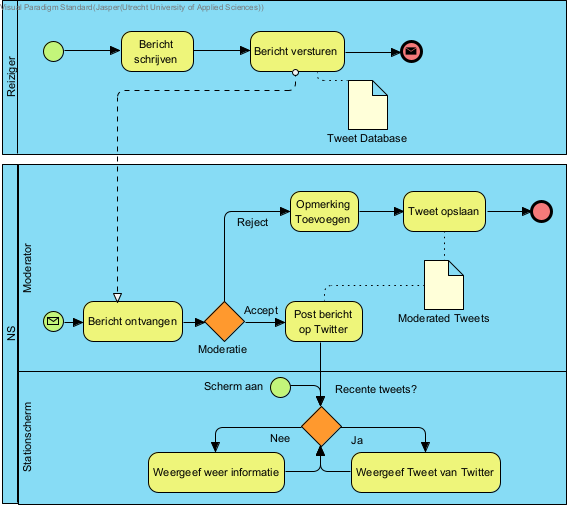 Visual Paradigm Standard(Jasper(Utrecht University of Applied Sciences))
Reiziger
Bericht
schrijven
Bericht versturen
Tweet Database
NS
Moderator
Opmerking
Toevoegen
Tweet opslaan
Reject
Bericht ontvangen
Accept
Post bericht
op Twitter
Moderated Tweets
Moderatie
Stationscherm
Scherm aan
Recente tweets?
Nee
Ja
Weergeef weer informatie
Weergeef Tweet van Twitter